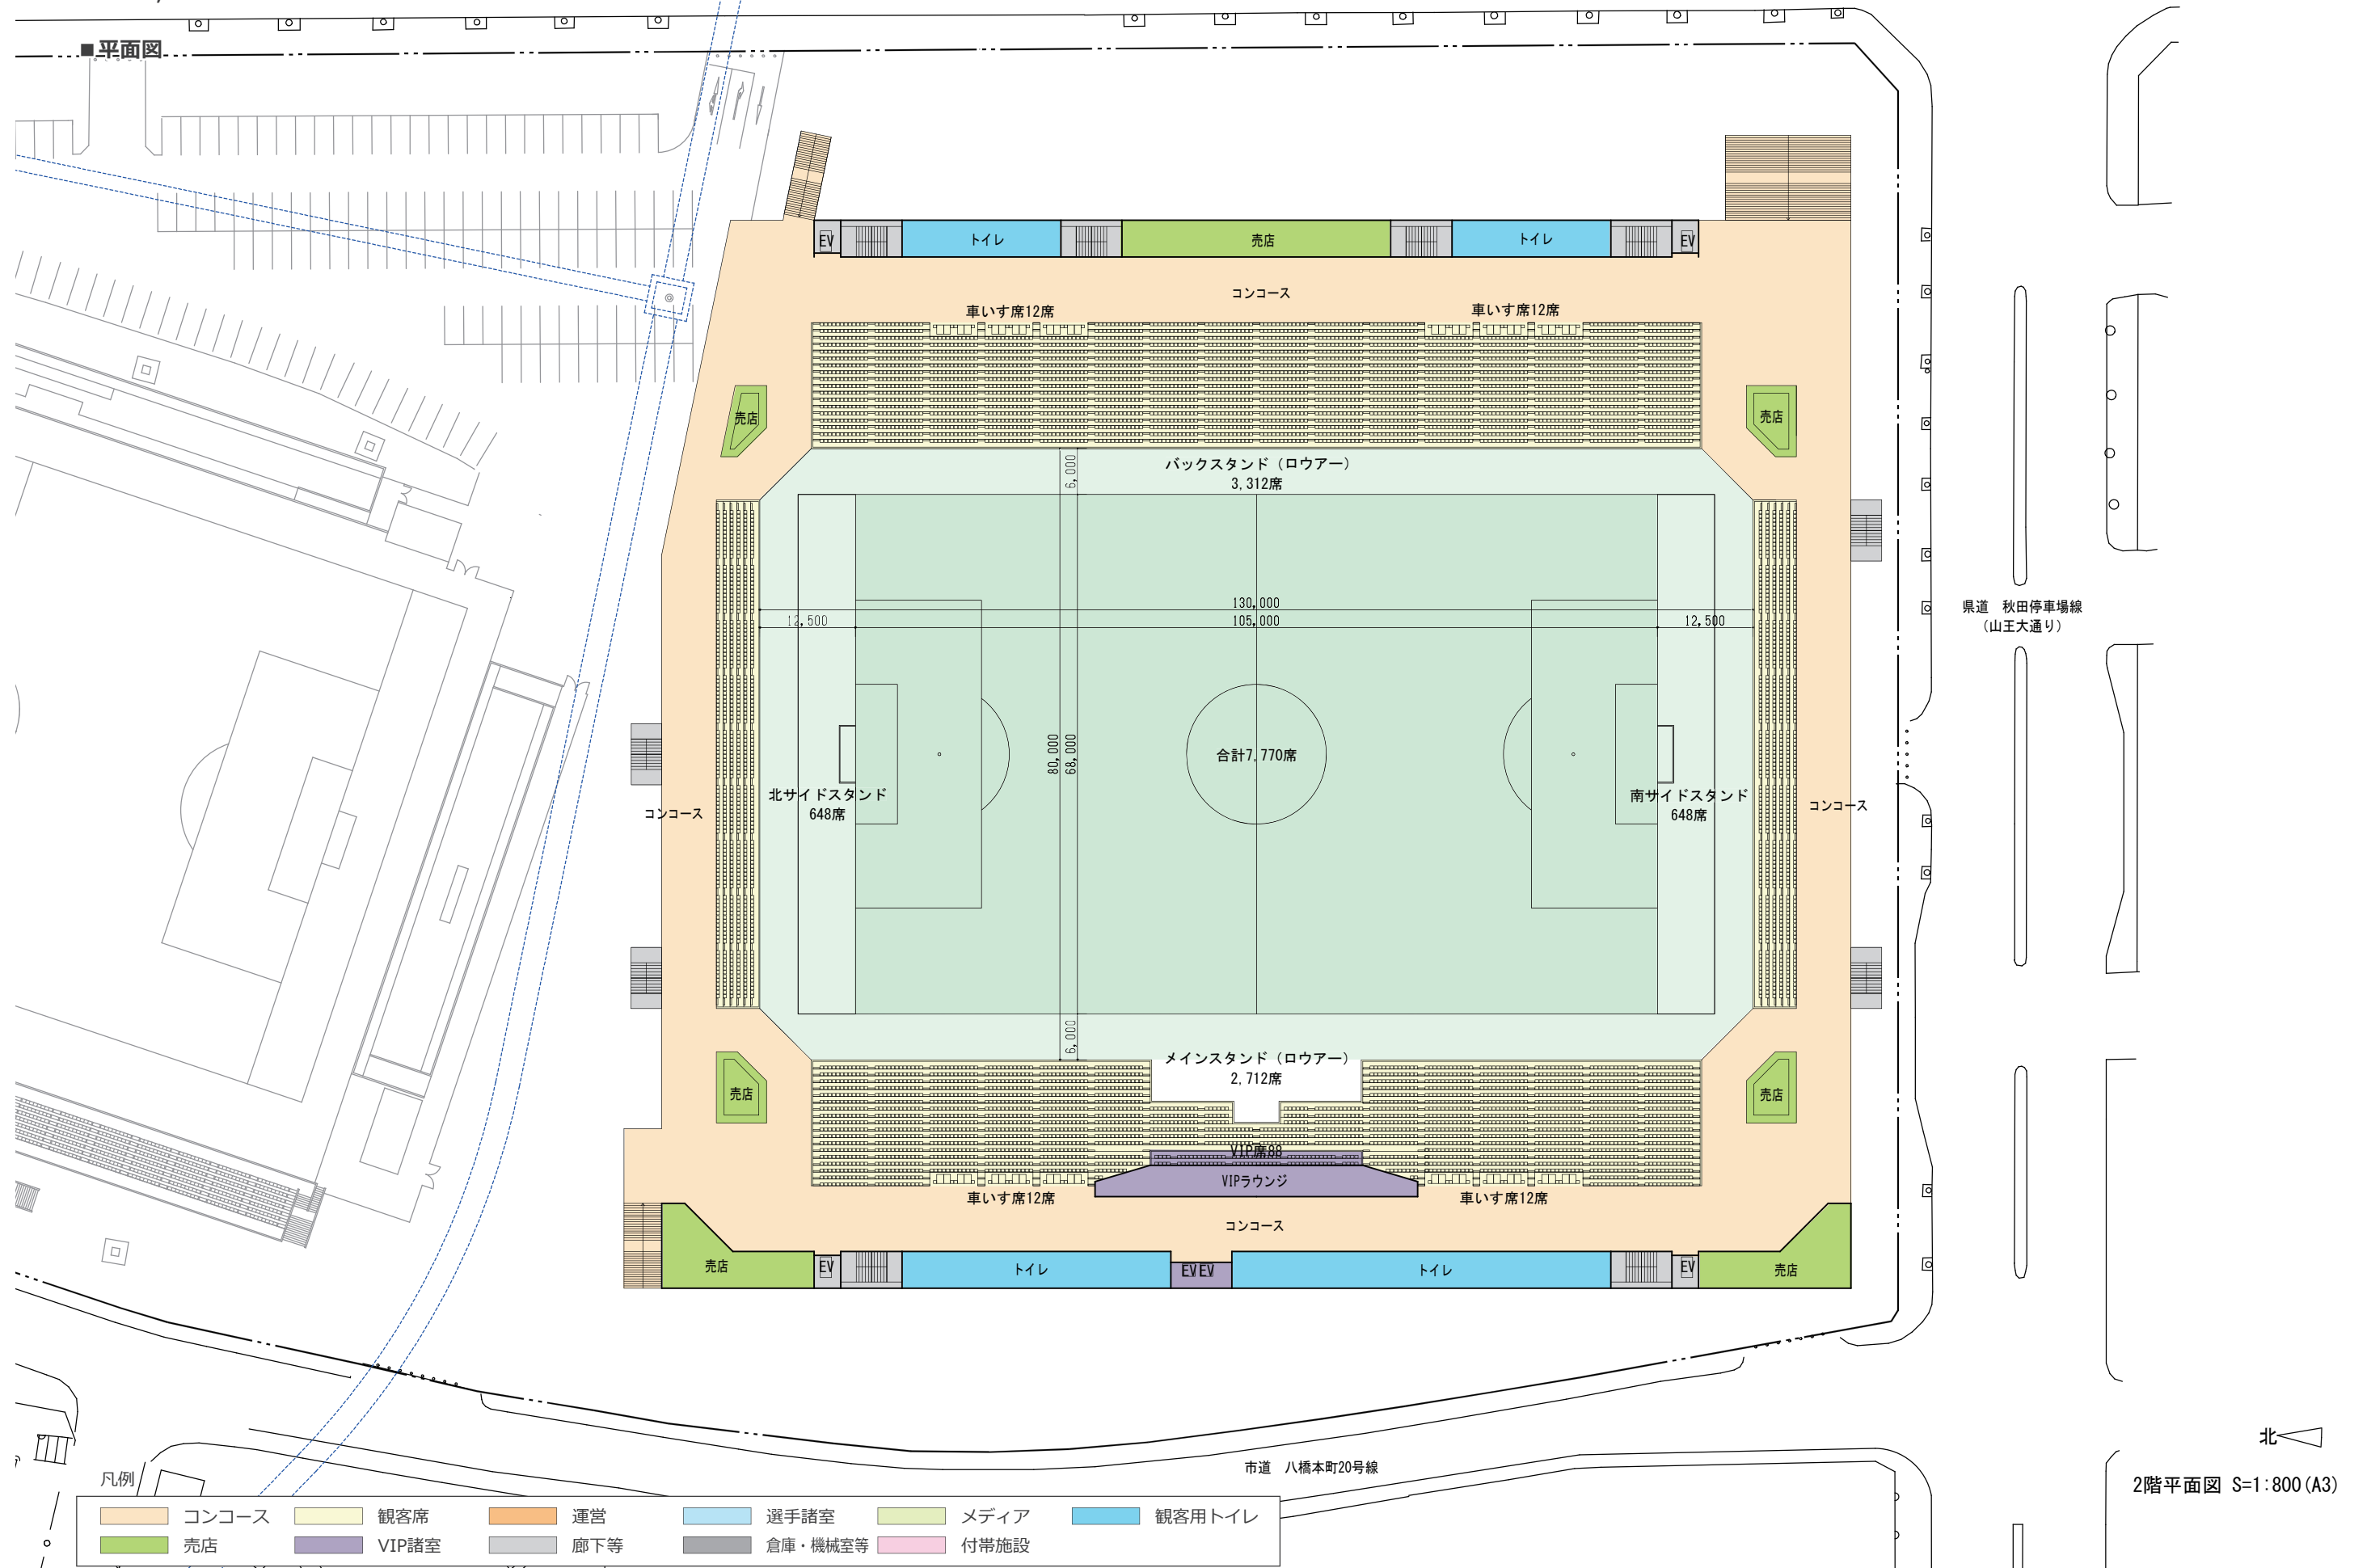 ■平面図
EV
トイレ
売店
トイレ
EV
コンコース
車いす席12席
車いす席12席
売店
売店
バックスタンド（ロウアー）
3,312席
6,000
130,000
12,500
105,000
12,500
県道　秋田停車場線
（山王大通り）
80,000
68,000
合計7,770席
北サイドスタンド
648席
南サイドスタンド
648席
コンコース
コンコース
6,000
メインスタンド（ロウアー）
2,712席
売店
売店
VIP席88
VIPラウンジ
車いす席12席
車いす席12席
コンコース
売店
EV
トイレ
EV EV
トイレ
EV
売店
北
市道　八橋本町20号線
2階平面図 S=1:800(A3)
凡例
コンコース
観客席
運営
選手諸室
メディア
観客用トイレ
売店
VIP諸室
廊下等
倉庫・機械室等
付帯施設